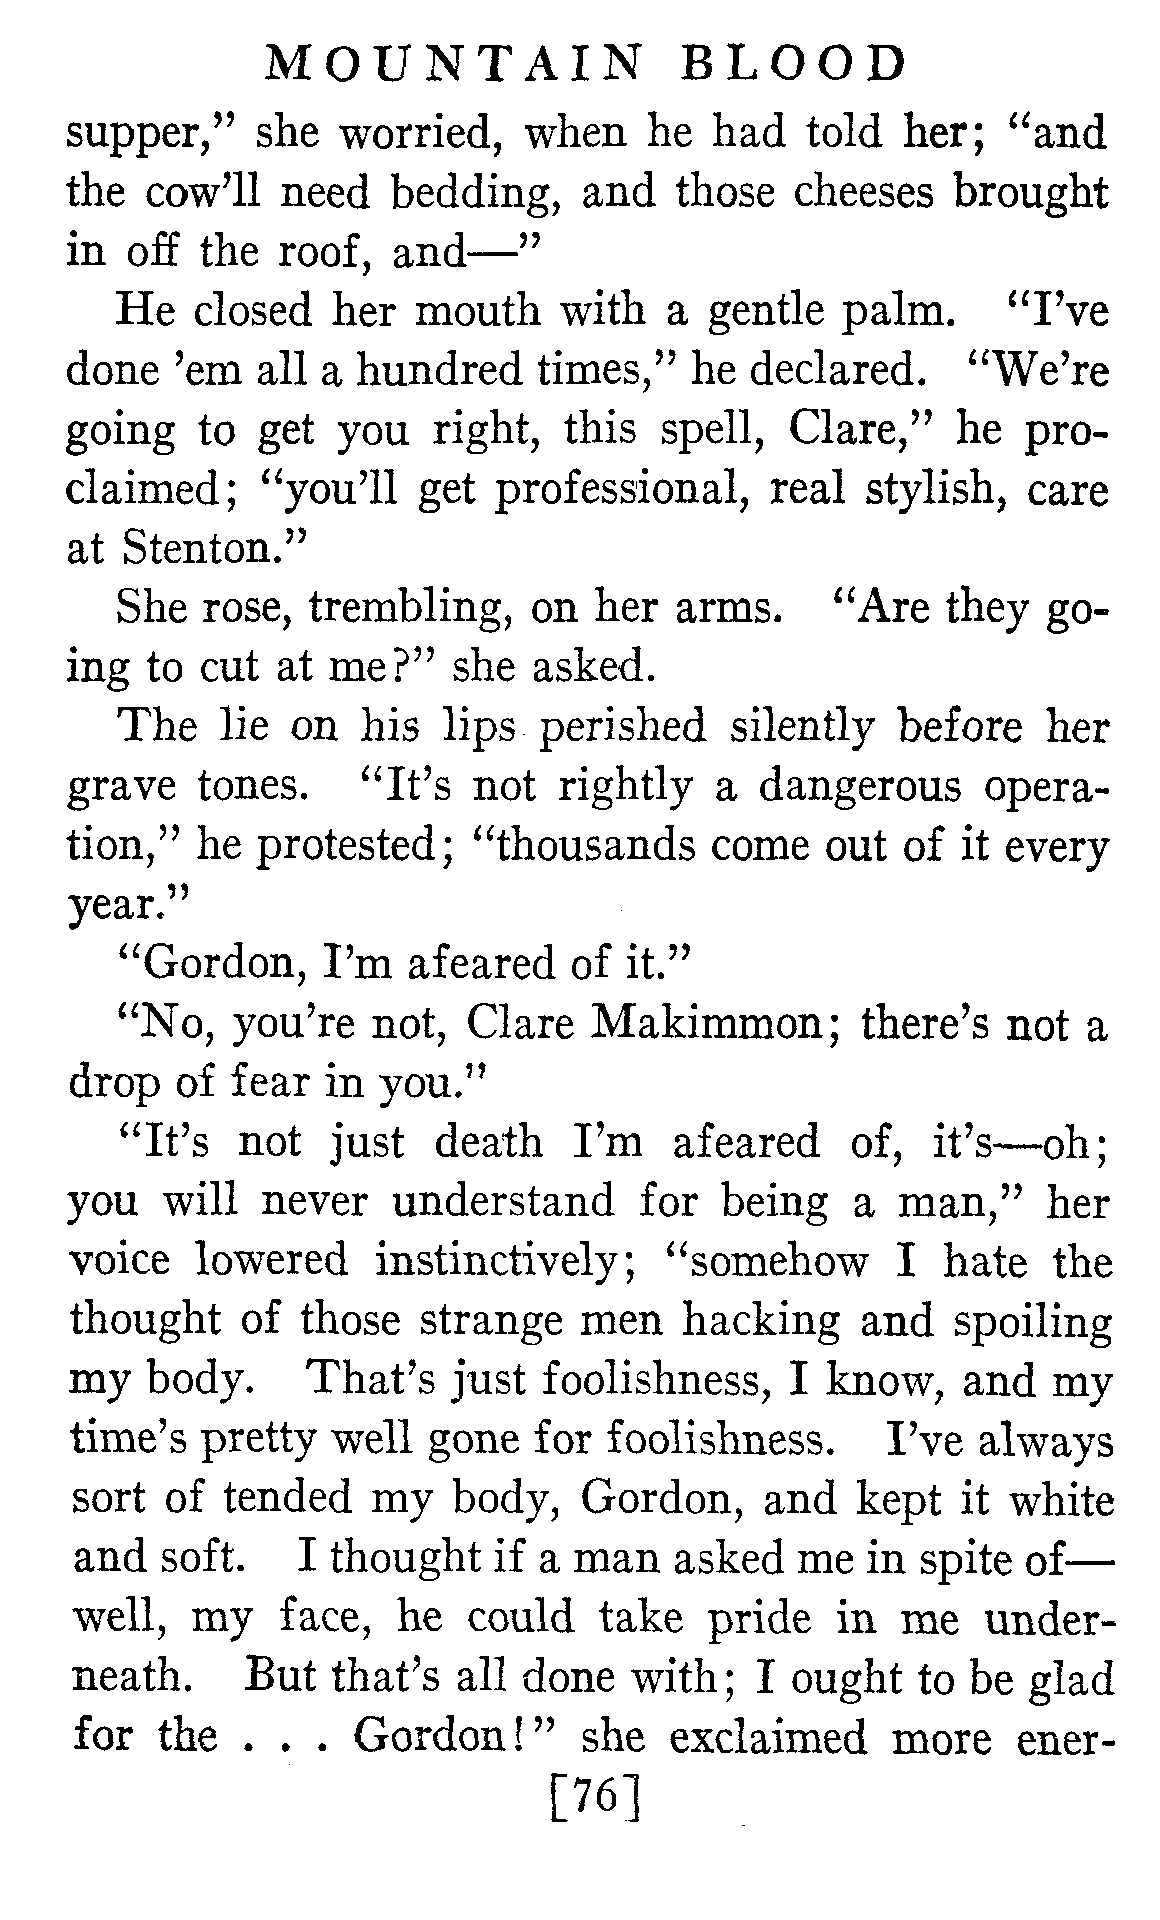 MOUNTAIN BLOOD
supper,” she worried, when he had told her; “and
the cow’ll need bedding, and those cheeses brought
in off the roof, and—”
He closed her mouth with a gentle palm. “I’ve
done ’em all a hundred times,” he declared. “We’re
going to get you right, this spell, Clare,” he pro-
claimed; “you’ll get professional, real stylish, care
at Stenton.”
She rose, trembling, on her arms. “Are they go-
ing to cut at me?” she asked.
The lie on his lips perished silently before her
grave tones. “It’s not rightly a dangerous opera-
tion,” he protested; “thousands come out of it every
year.”
“Gordon, I’m afeared of it.”
“No, you’re not, Clare Makimmon; there’s not a
drop of fear in you.”
“It’s not just death I’m afeared of, it’s—oh;
you will never understand for being a man,” her
voice lowered instinctively; “somehow I hate the
thought of those strange men hacking and spoiling
my body. That’s just foolishness, I know, and my
time’s pretty well gone for foolishness. I’ve always
sort of tended my body, Gordon, and kept it white
and soft. I thought if a man asked me in spite of—
well, my face, he could take pride in me under-
neath. But that’s all done with; I ought to be glad
for the . . . Gordon!” she exclaimed more ener-
[76]